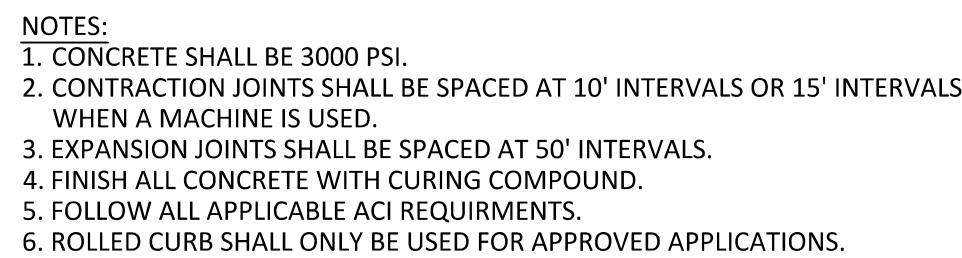 NOTES:
1. CONCRETE SHALL BE 3000 PSI.
2. CONTRACTION JOINTS SHALL BE SPACED AT 10' INTERVALS OR 15' INTERVALS
WHEN A MACHINE IS USED.
3. EXPANSION JOINTS SHALL BE SPACED AT 50' INTERVALS.
4. FINISH ALL CONCRETE WITH CURING COMPOUND.
5. FOLLOW ALL APPLICABLE ACI REQUIRMENTS.
6. ROLLED CURB SHALL ONLY BE USED FOR APPROVED APPLICATIONS.